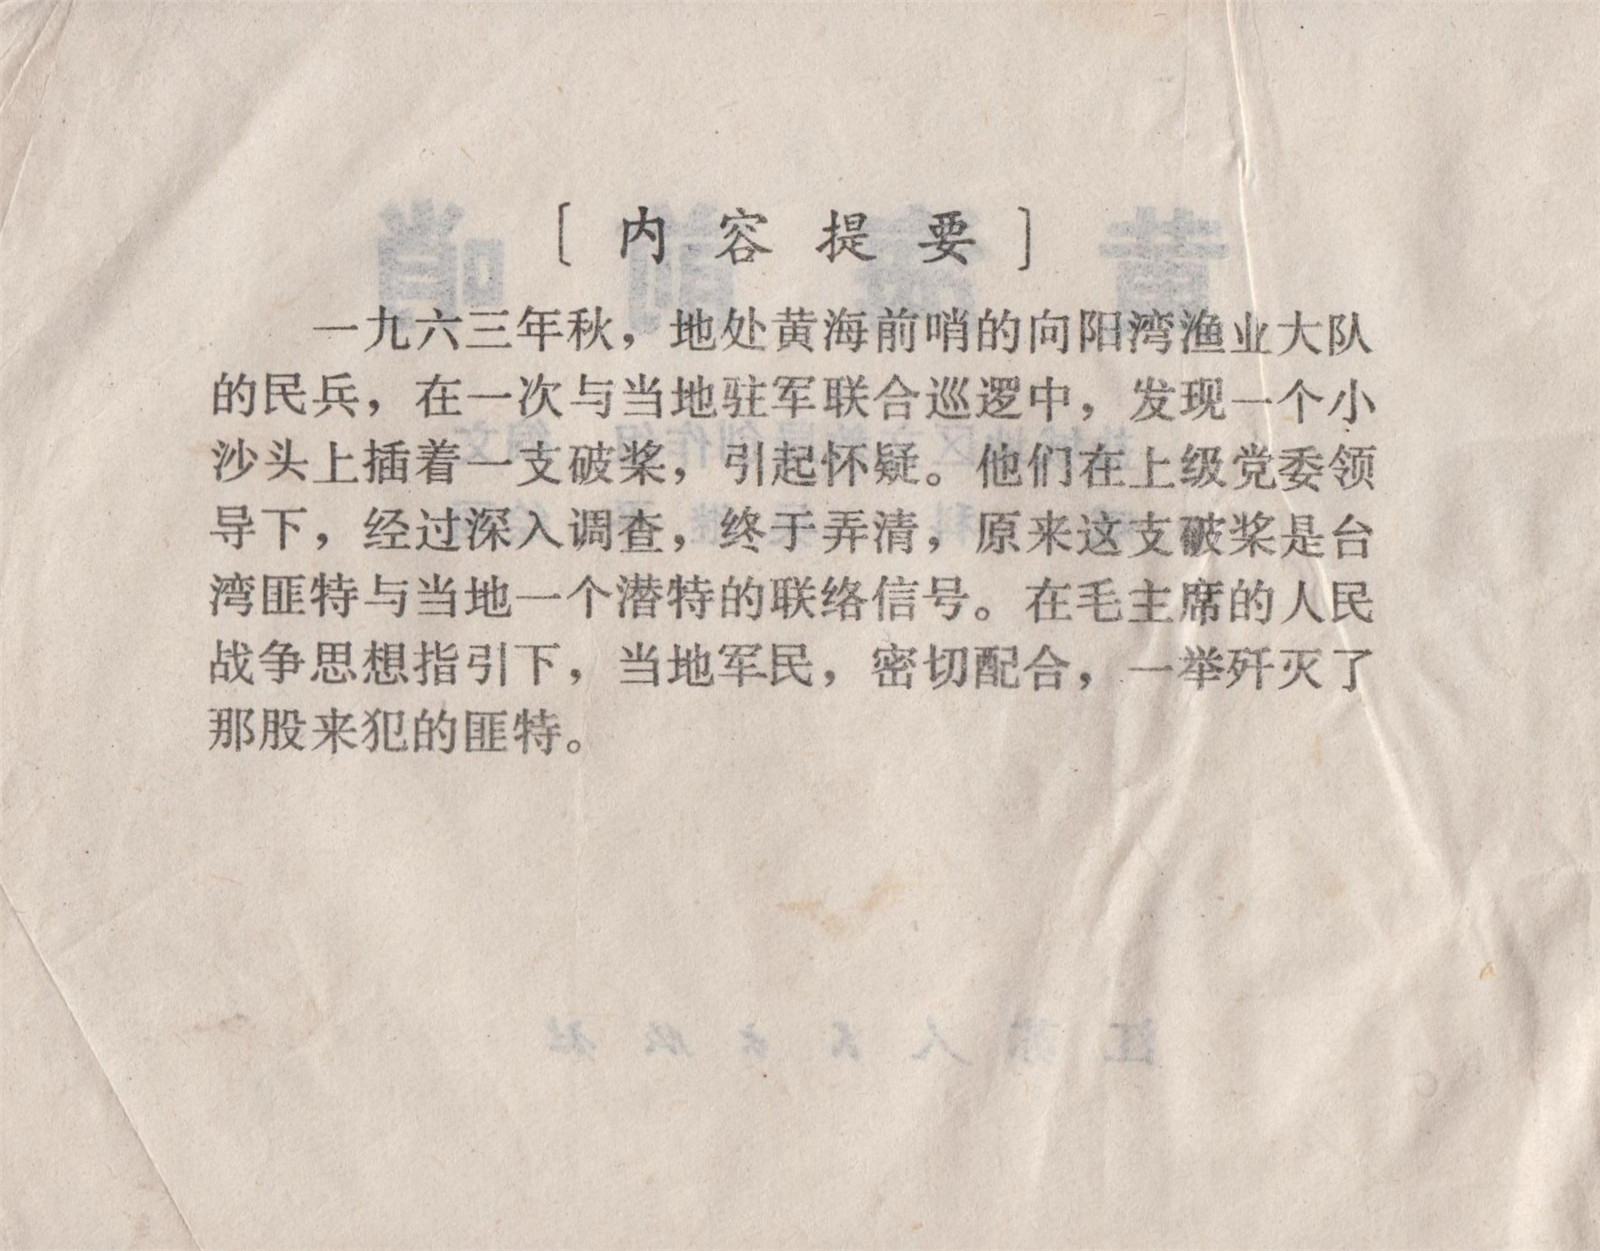 〔内容提要〕
一九六三年秋，地处黄海前哨的向阳湾渔业大队
的民兵，在一次与当地驻军联合巡逻中，发现一个小
沙头上插着一支破桨，引起怀疑。他们在上级党委领
导下，经过深入调查，终于弄清，原来这支破桨是台
湾匪特与当地一个潜特的联络信号。在毛主席的人民
战争思想指引下，当地军民，密切配合，一举歼灭了
那股来犯的匪特。
江苏人民出版社